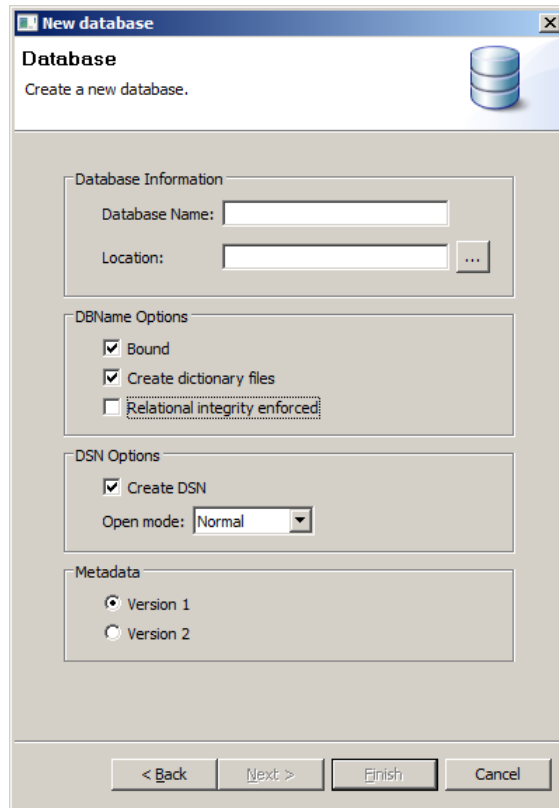 New database
Database
Create a new database.
Database Information
Database Name:
Location:
...
DBName Options
Bound
Create dictionary files
Relational integrity enforced
DSN Options
Create DSN
Open mode: Normal
Metadata
Version 1
Version 2
< Back Next > Finish Cancel